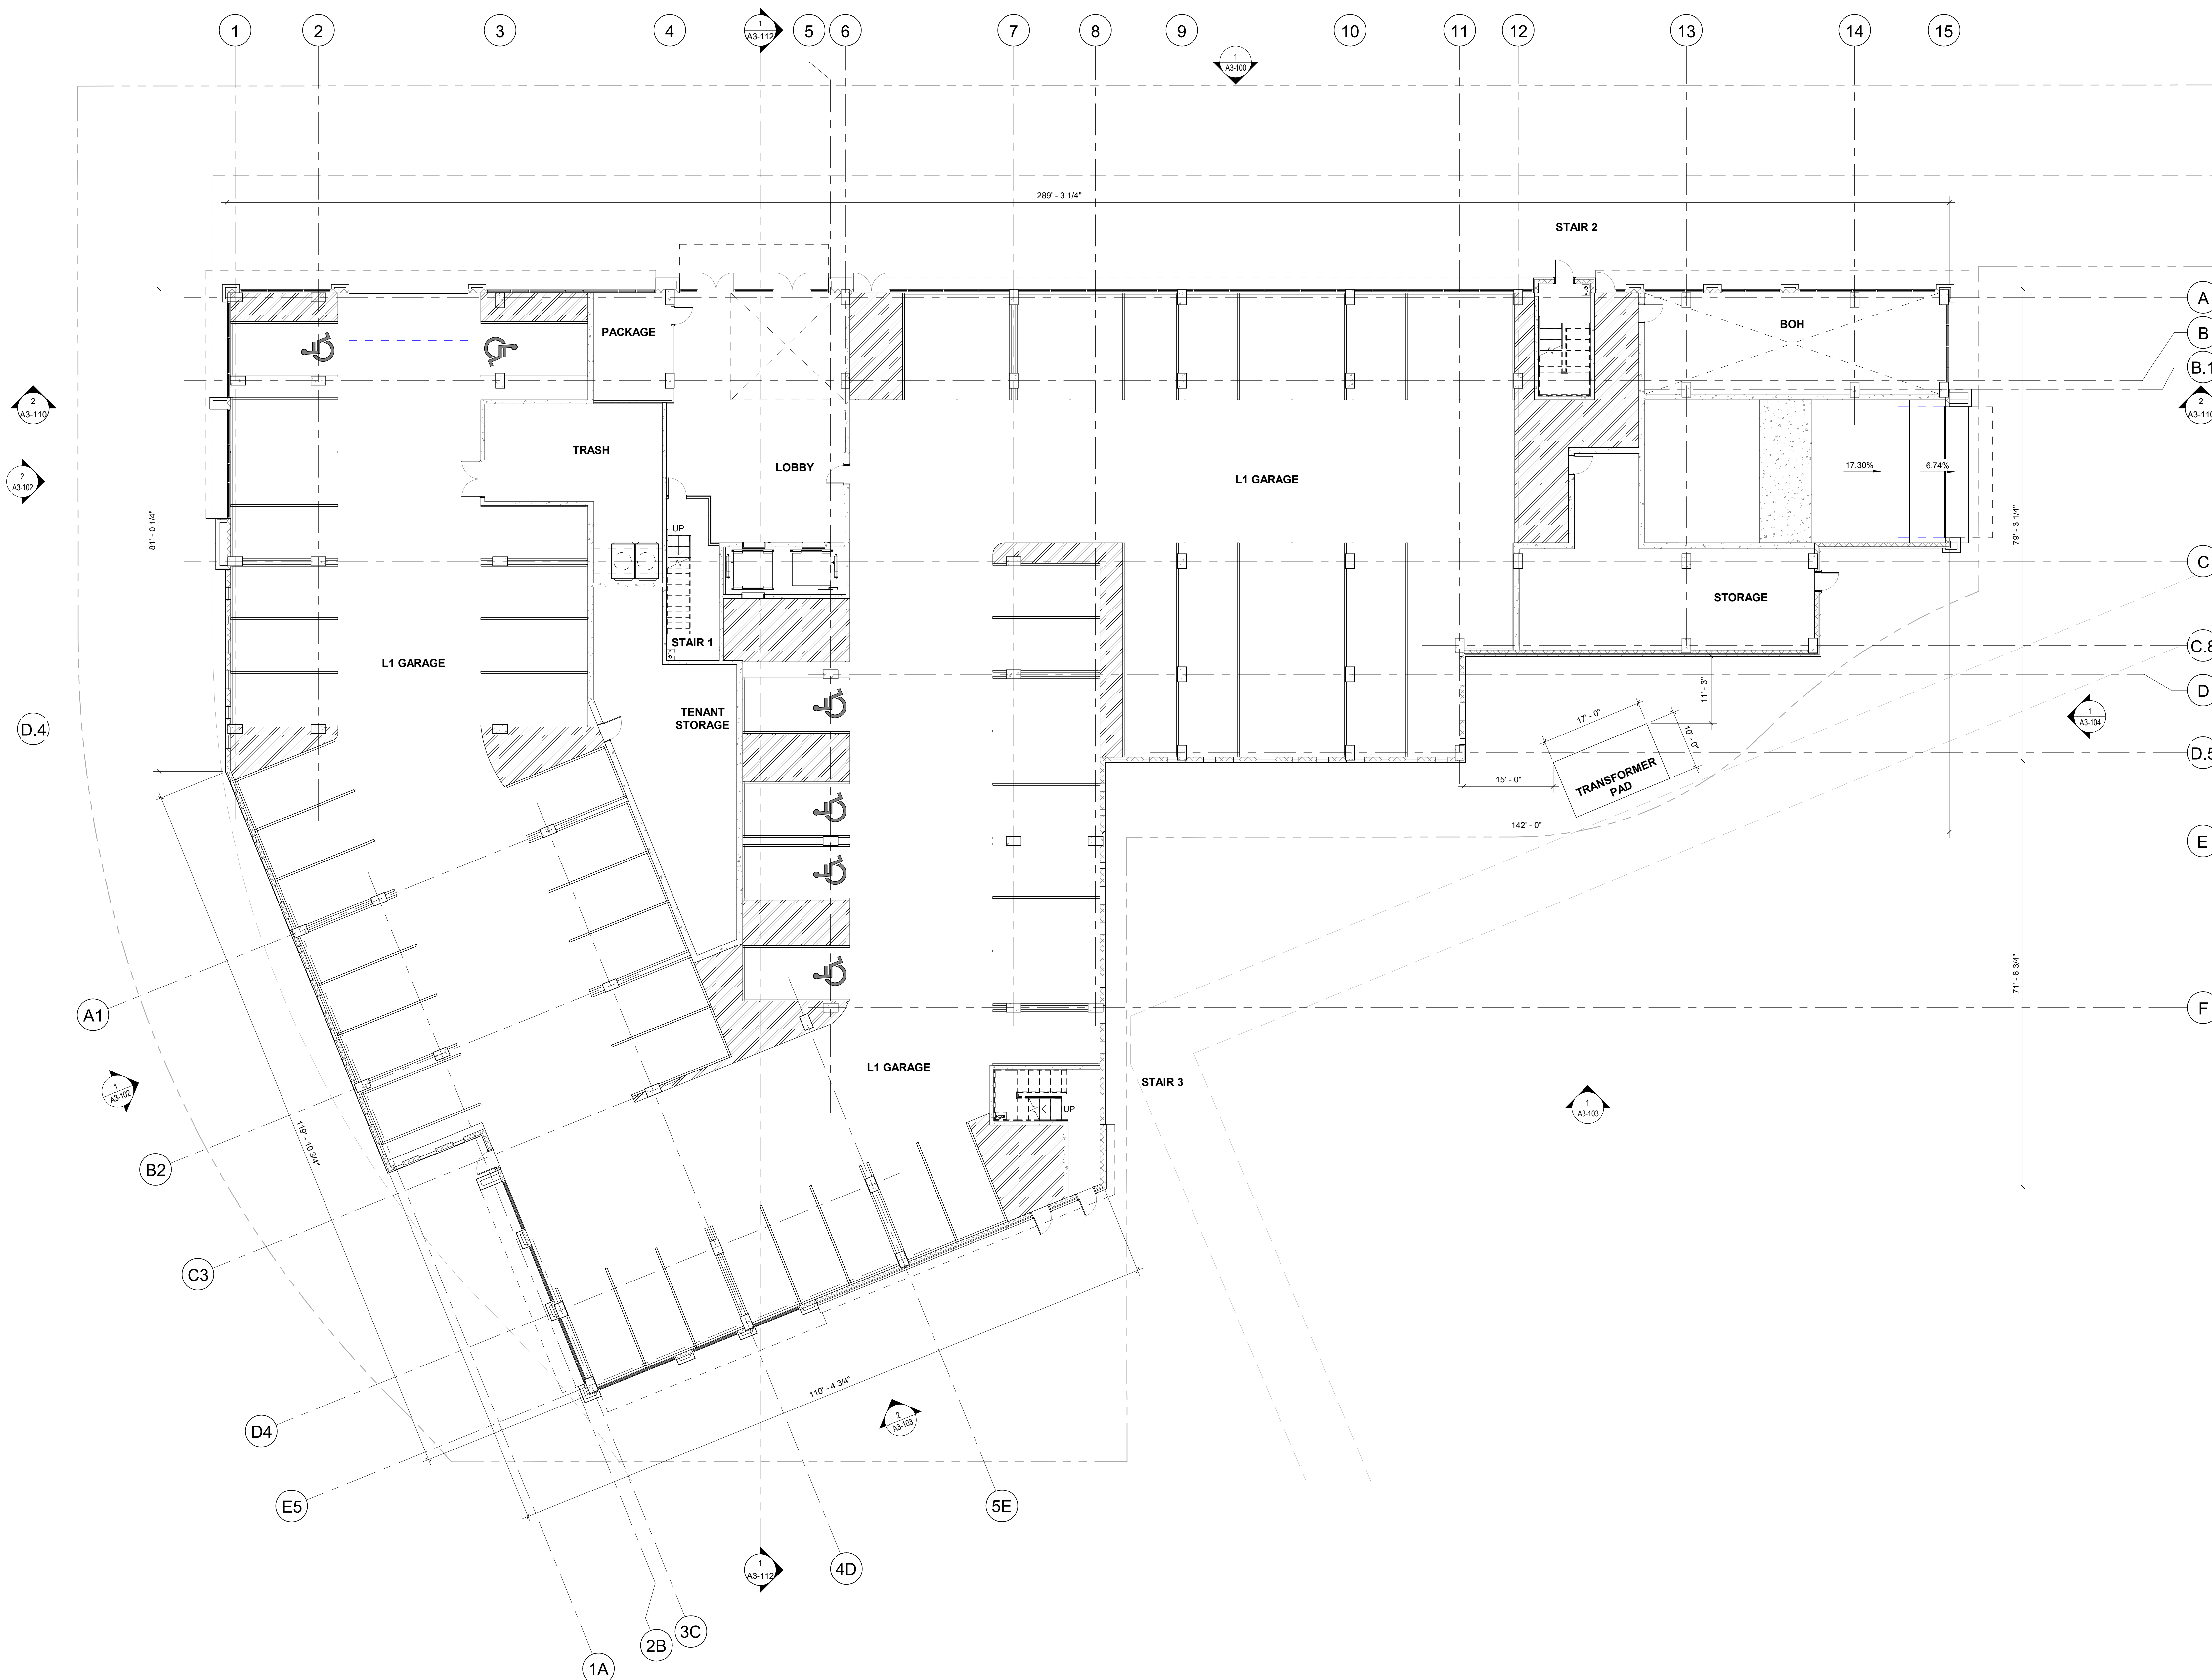 1
2
3
4
1
A3-112
5
6
7
8
9
10
11
12
13
14
15
1
A3-100
289' - 3 1/4"
STAIR 2
A
B
B.1
PACKAGE
BOH
2
A3-110
2
A3-110
2
A3-102
TRASH
LOBBY
L1 GARAGE
17.30%
6.74%
81' - 0 1/4"
79' - 3 1/4"
UP
C
STORAGE
STAIR 1
C.8
L1 GARAGE
11' - 3"
D
TENANT
STORAGE
17' - 0"
10' - 0"
1
A3-104
D.4
D.5
TRANSFORMER
PAD
15' - 0"
142' - 0"
E
71' - 6 3/4"
A1
F
L1 GARAGE
STAIR 3
UP
1
A3-102
1
A3-103
119' - 10 3/4"
B2
C3
110' - 4 3/4"
2
A3-103
D4
E5
5E
1
A3-112
4D
3C
2B
1A